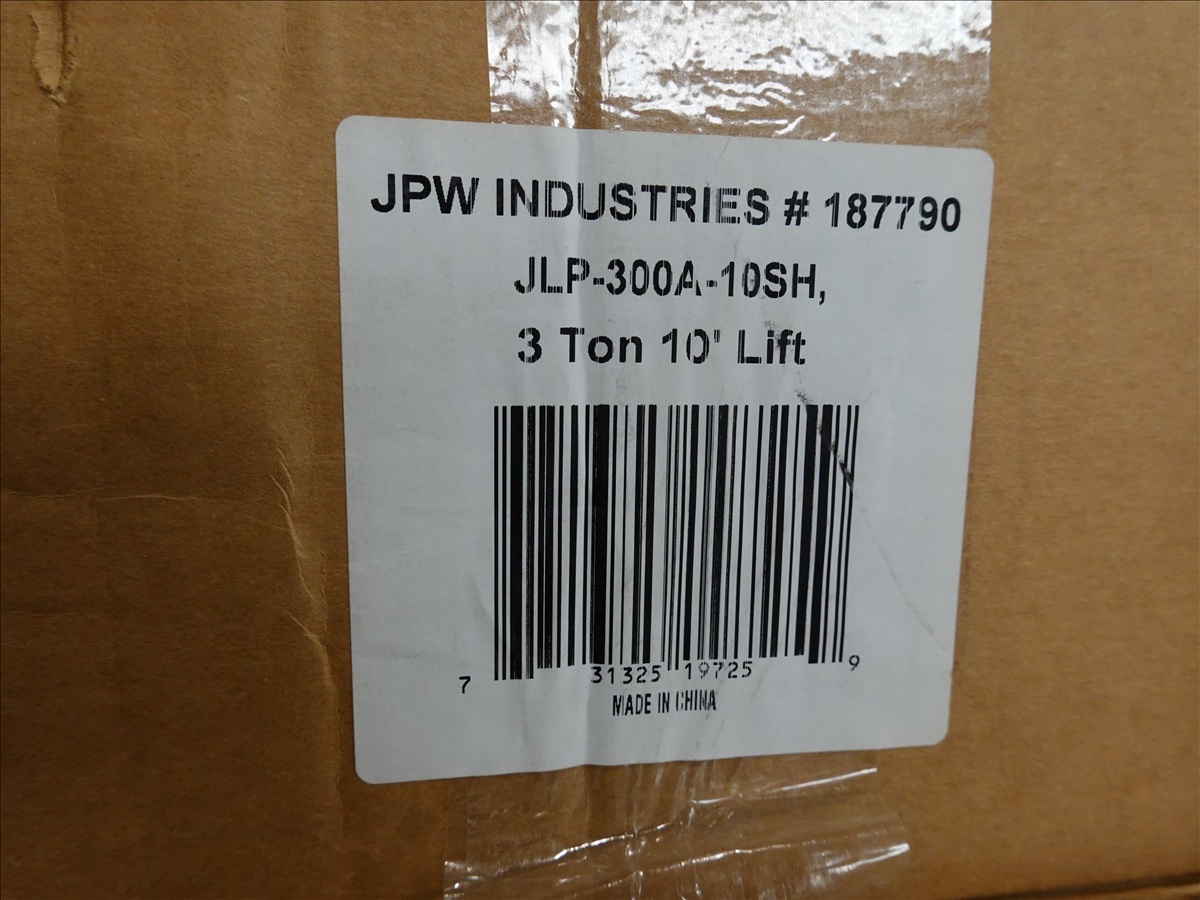 JPW INDUSTRIES # 187790
JLP-300A-10SH,
3 Ton 10' Lift
7 31325 19725 9
MADE IN CHINA